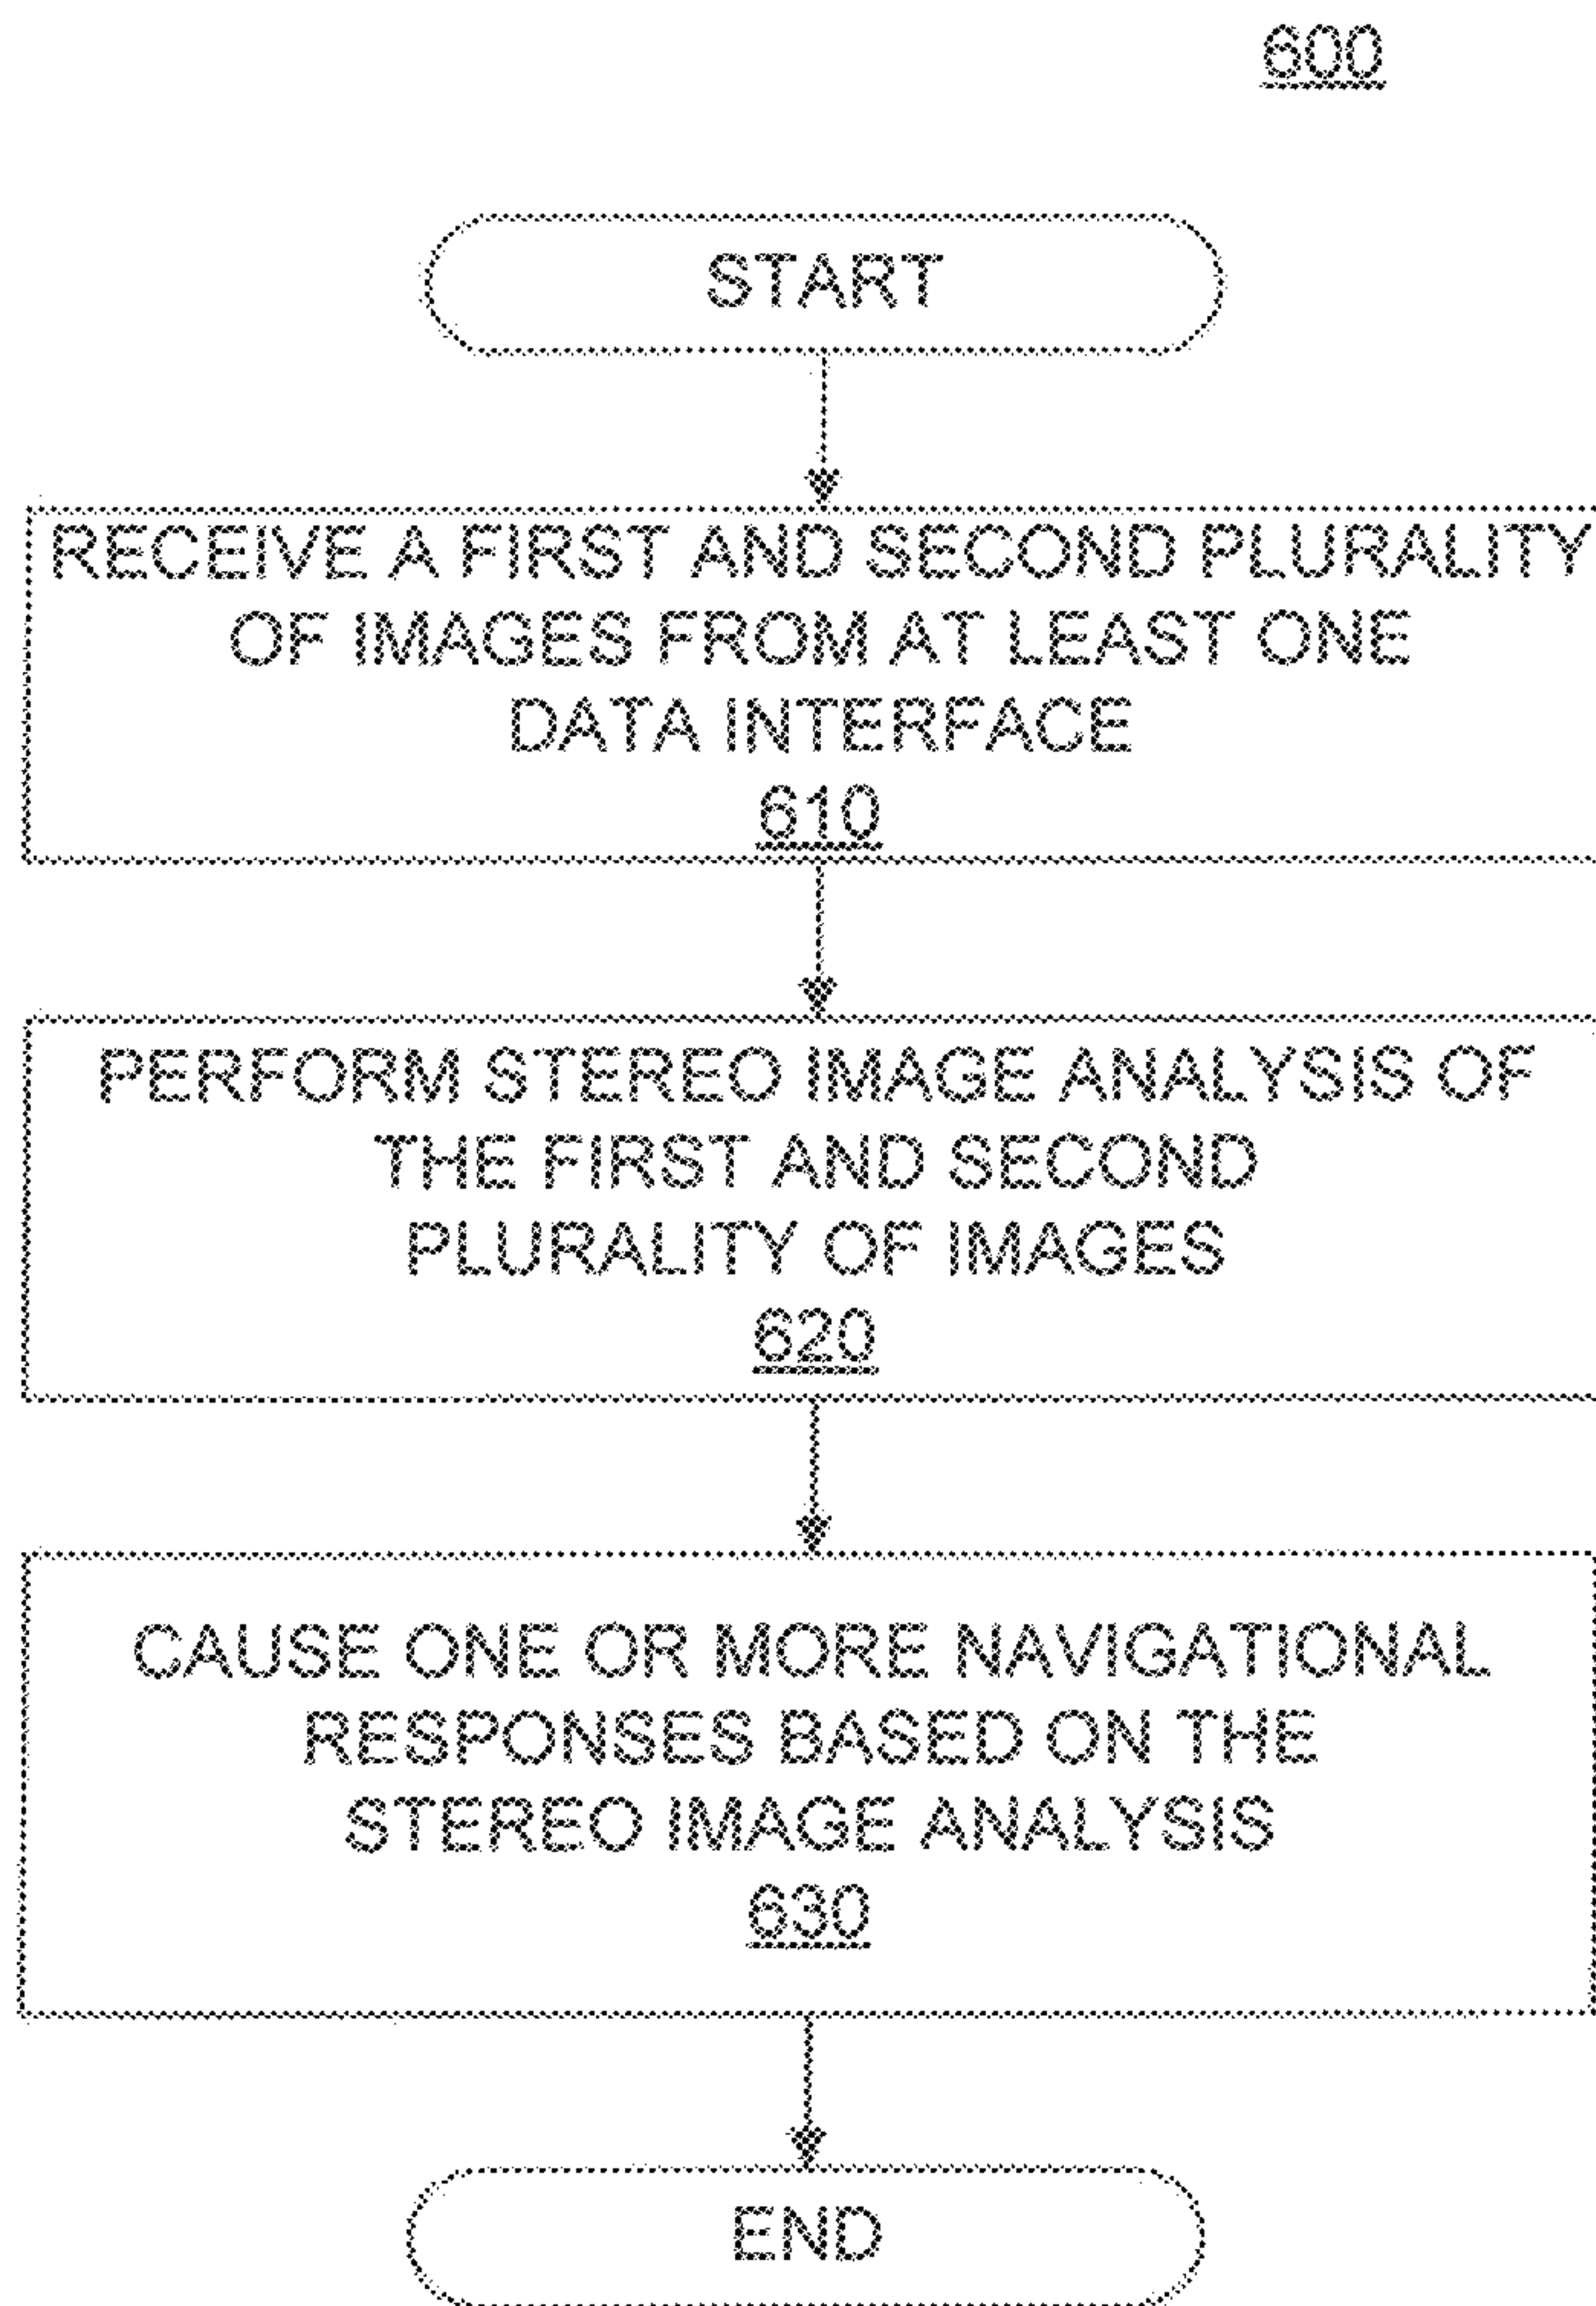 600
START
RECEIVE A FIRST AND SECOND PLURALITY
OF IMAGES FROM AT LEAST ONE
DATA INTERFACE
610
PERFORM STEREO IMAGE ANALYSIS OF
THE FIRST AND SECOND
PLURALITY OF IMAGES
620
CAUSE ONE OR MORE NAVIGATIONAL
RESPONSES BASED ON THE
STEREO IMAGE ANALYSIS
630
END